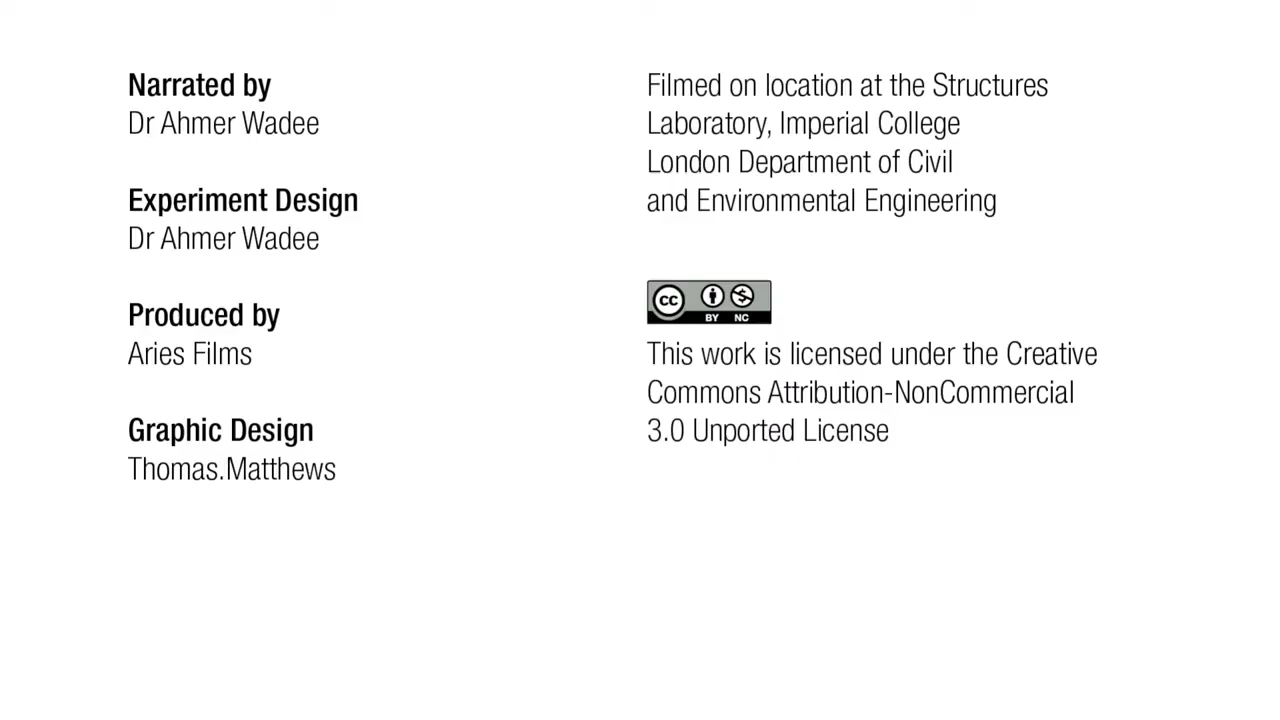 Narrated by
Dr Ahmer Wadee
Experiment Design
Dr Ahmer Wadee
Produced by
Aries Films
Graphic Design
Thomas.Matthews
Filmed on location at the Structures
Laboratory, Imperial College
London Department of Civil
and Environmental Engineering
cc
BY NC
This work is licensed under the Creative
Commons Attribution-NonCommercial
3.0 Unported License